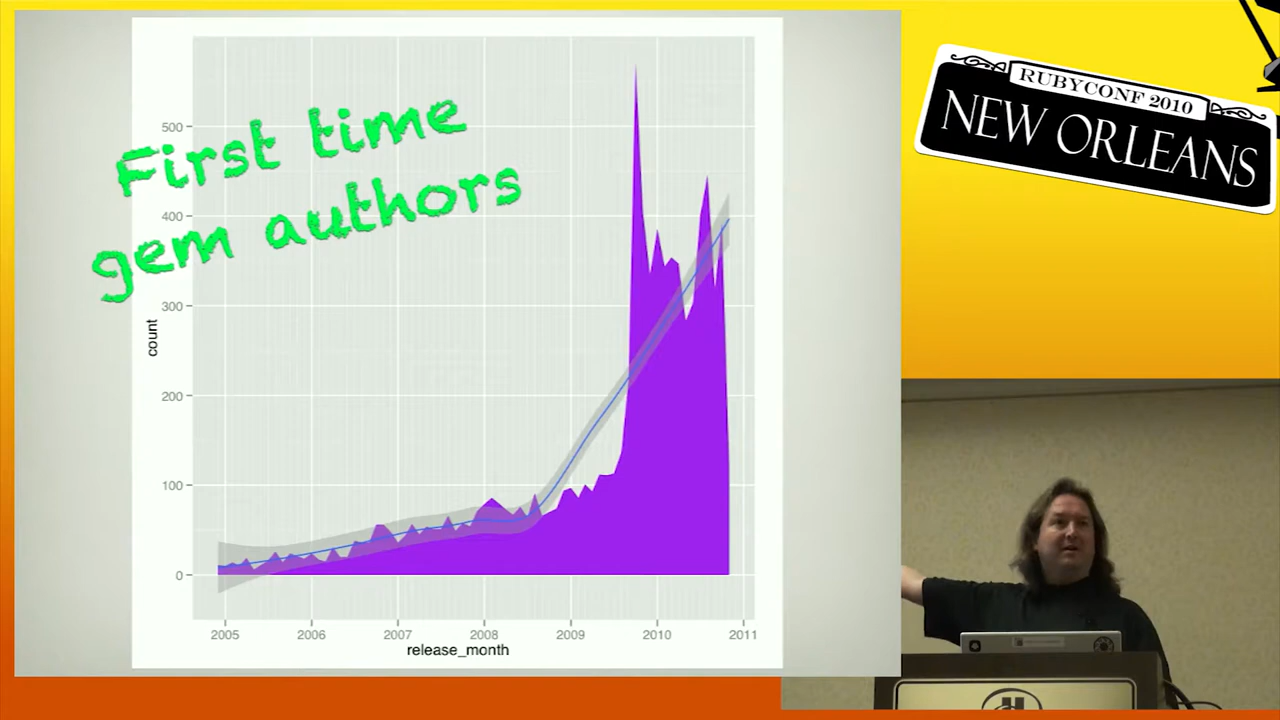 First time
gem authors
500
400
300
200
100
0
count
2005 2006 2007 2008 2009 2010 2011
release_month
RUBYCONF 2010
NEW ORLEANS
H